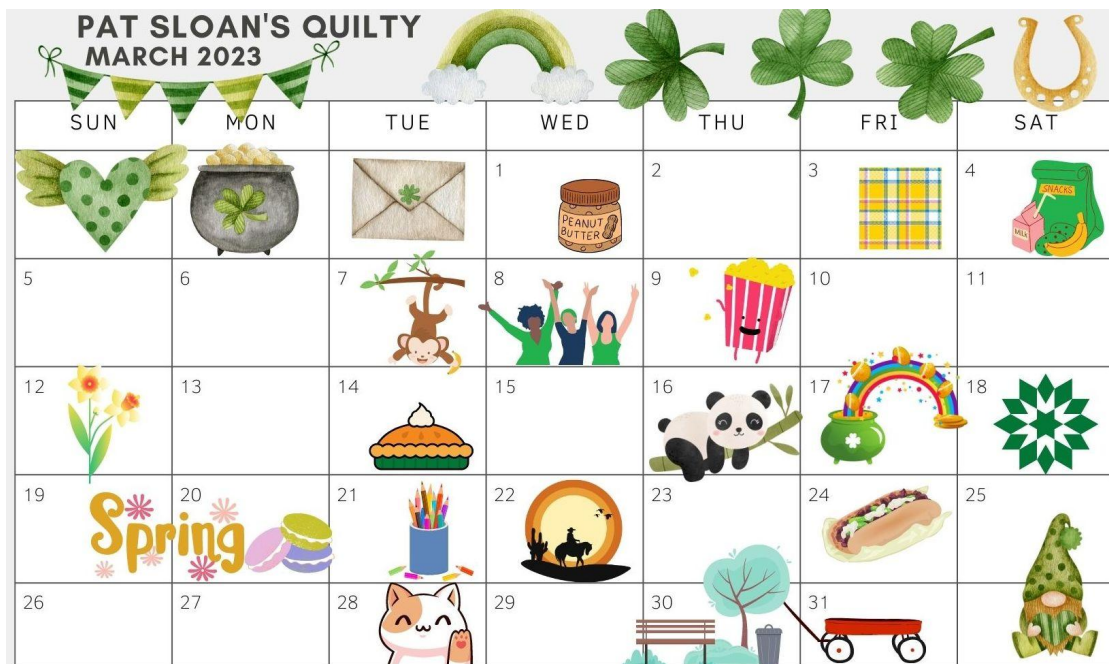 PAT SLOAN'S QUILTY
MARCH 2023
SUN MON TUE WED THU FRI SAT
1 2 3 4
PEANUT
BUTTER
SNACKS
MILK
5 6 7 8 9 10 11
12 13 14 15 16 17 18
19 20 21 22 23 24 25
Spring
26 27 28 29 30 31